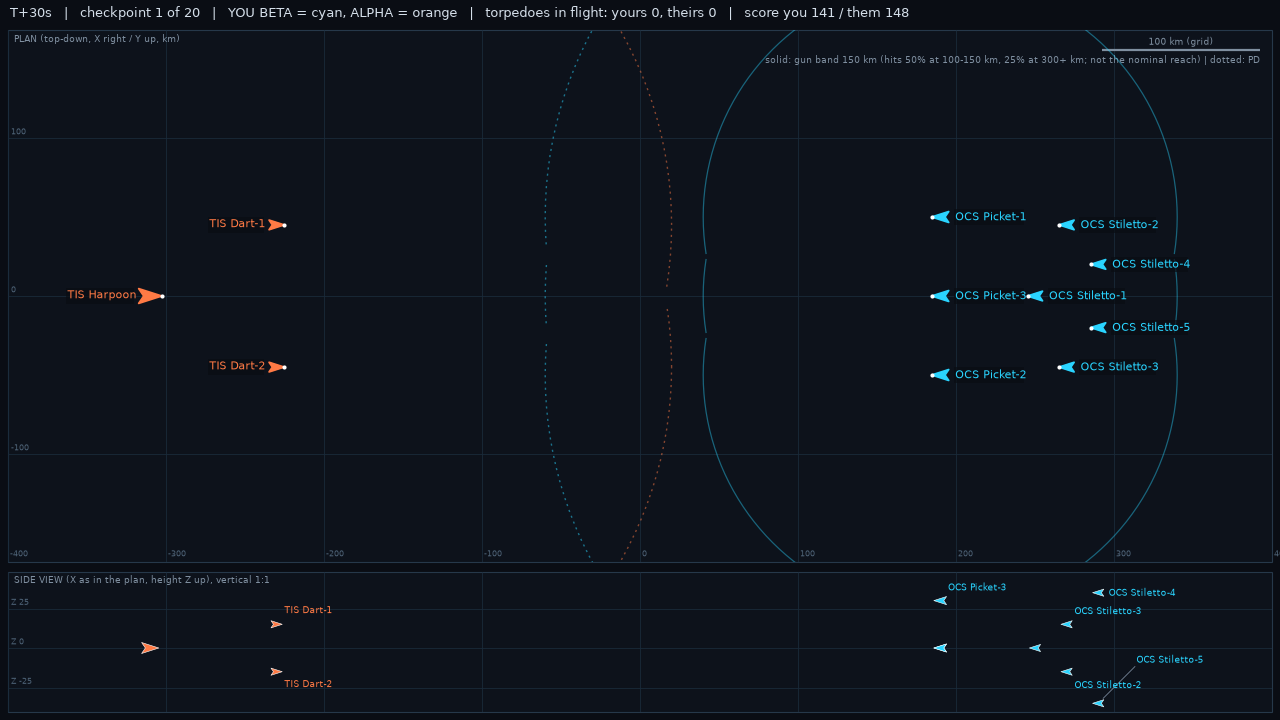 T+30s | checkpoint 1 of 20 | YOU BETA = cyan, ALPHA = orange | torpedoes in flight: yours 0, theirs 0 | score you 141 / them 148
PLAN (top-down, X right / Y up, km)
100 km (grid)
solid: gun band 150 km (hits 50% at 100-150 km, 25% at 300+ km; not the nominal reach) | dotted: PD
100
OCS Picket-1
TIS Dart-1
OCS Stiletto-2
OCS Stiletto-4
0
TIS Harpoon
OCS Picket-3
OCS Stiletto-1
OCS Stiletto-5
TIS Dart-2
OCS Stiletto-3
OCS Picket-2
-100
-400
-300
-200
-100
0
100
200
300
SIDE VIEW (X as in the plan, height Z up), vertical 1:1
OCS Picket-3
OCS Stiletto-4
Z 25
TIS Dart-1
OCS Stiletto-3
Z 0
OCS Stiletto-5
Z -25
TIS Dart-2
OCS Stiletto-2